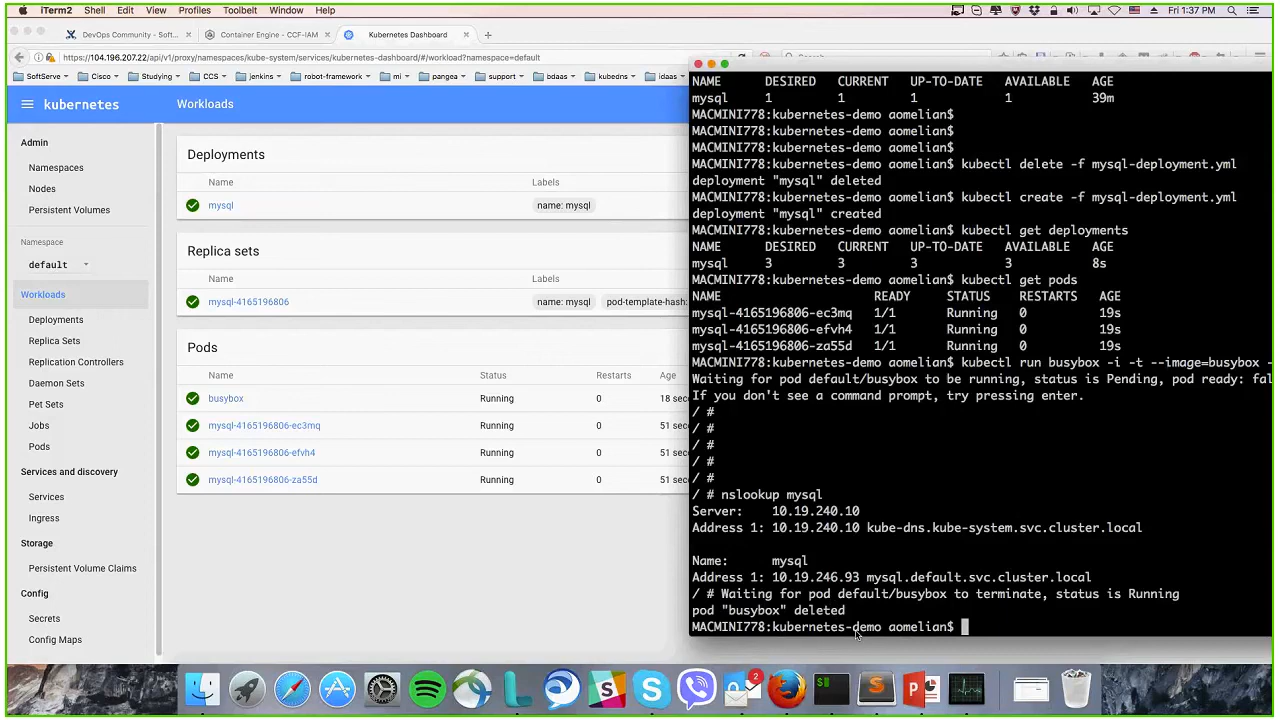 iTerm2 Shell Edit View Profiles Toolbelt Window Help Fri 1:37 PM
DevOps Community - Soft... Container Engine - CCF-IAM... Kubernetes Dashboard
https://104.196.207.22/api/v1/proxy/namespaces/kube-system/services/kubernetes-dashboard/#/workload?namespace=default
SoftServe Cisco Studying CCS jenkins robot-framework mi pangea support bdaas kubedns idaas
kubernetes Workloads
Admin
Namespaces
Nodes
Persistent Volumes
Namespace
default
Workloads
Deployments
Replica Sets
Replication Controllers
Daemon Sets
Pet Sets
Jobs
Pods
Services and discovery
Services
Ingress
Storage
Persistent Volume Claims
Config
Secrets
Config Maps
Deployments
Name Labels
mysql name: mysql
Replica sets
Name Labels
mysql-4165196806 name: mysql pod-template-hash:
Pods
Name Status Restarts Age
busybox Running 0 18 sec
mysql-4165196806-ec3mq Running 0 51 sec
mysql-4165196806-efvh4 Running 0 51 sec
mysql-4165196806-za55d Running 0 51 sec
NAME DESIRED CURRENT UP-TO-DATE AVAILABLE AGE
mysql 1 1 1 1 39m
MACMINI778:kubernetes-demo aomelian$
MACMINI778:kubernetes-demo aomelian$
MACMINI778:kubernetes-demo aomelian$
MACMINI778:kubernetes-demo aomelian$ kubectl delete -f mysql-deployment.yml
deployment "mysql" deleted
MACMINI778:kubernetes-demo aomelian$ kubectl create -f mysql-deployment.yml
deployment "mysql" created
MACMINI778:kubernetes-demo aomelian$ kubectl get deployments
NAME DESIRED CURRENT UP-TO-DATE AVAILABLE AGE
mysql 3 3 3 3 8s
MACMINI778:kubernetes-demo aomelian$ kubectl get pods
NAME READY STATUS RESTARTS AGE
mysql-4165196806-ec3mq 1/1 Running 0 19s
mysql-4165196806-efvh4 1/1 Running 0 19s
mysql-4165196806-za55d 1/1 Running 0 19s
MACMINI778:kubernetes-demo aomelian$ kubectl run busybox -i -t --image=busybox -
Waiting for pod default/busybox to be running, status is Pending, pod ready: fal
If you don't see a command prompt, try pressing enter.
/ #
/ #
/ #
/ #
/ #
/ # nslookup mysql
Server: 10.19.240.10
Address 1: 10.19.240.10 kube-dns.kube-system.svc.cluster.local
Name: mysql
Address 1: 10.19.246.93 mysql.default.svc.cluster.local
/ # Waiting for pod default/busybox to terminate, status is Running
pod "busybox" deleted
MACMINI778:kubernetes-demo aomelian$
2